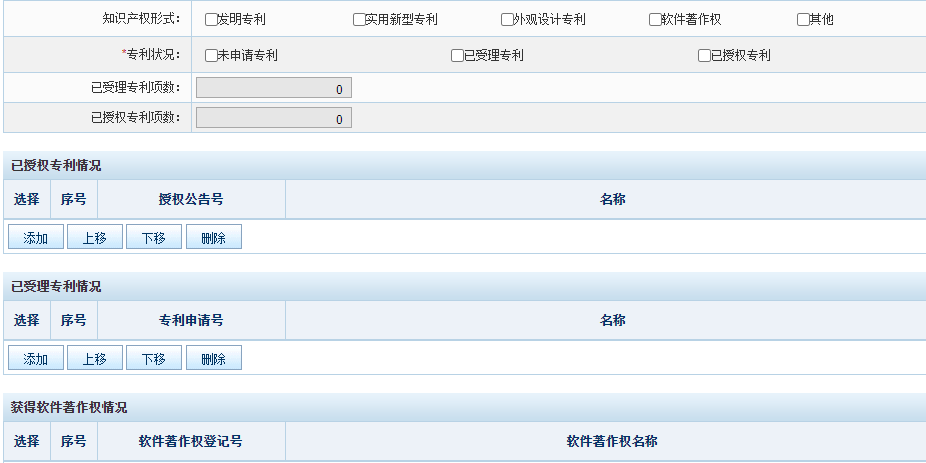 知识产权形式： 发明专利 实用新型专利 外观设计专利 软件著作权 其他
*专利状况： 未申请专利 已受理专利 已授权专利
已受理专利项数： 0
已授权专利项数： 0
已授权专利情况
选择 序号 授权公告号 名称
添加 上移 下移 删除
已受理专利情况
选择 序号 专利申请号 名称
添加 上移 下移 删除
获得软件著作权情况
选择 序号 软件著作权登记号 软件著作权名称